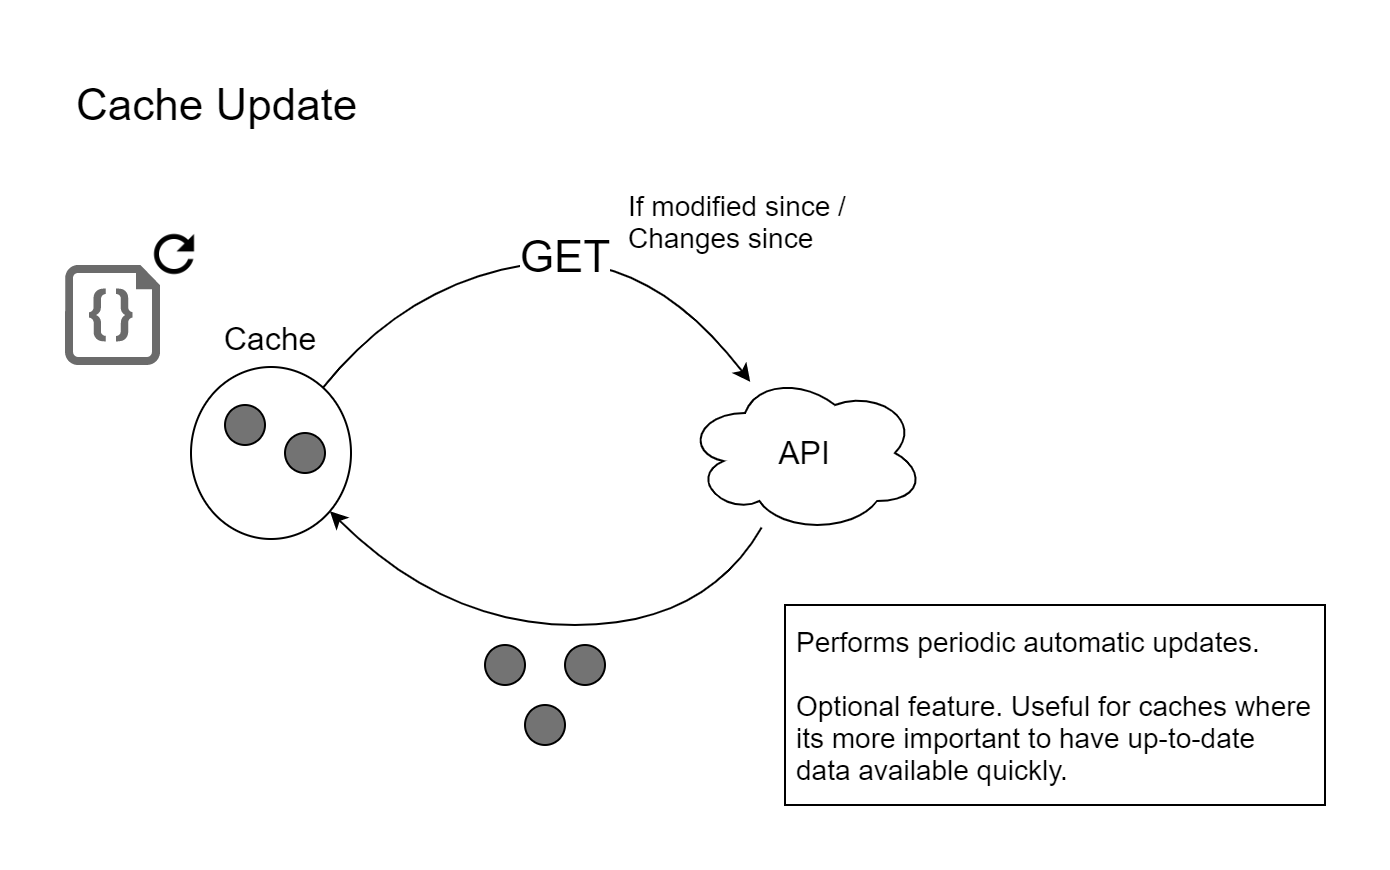 Cache Update
If modified since /
Changes since
GET
{}
Cache
API
Performs periodic automatic updates.
Optional feature. Useful for caches where
its more important to have up-to-date
data available quickly.